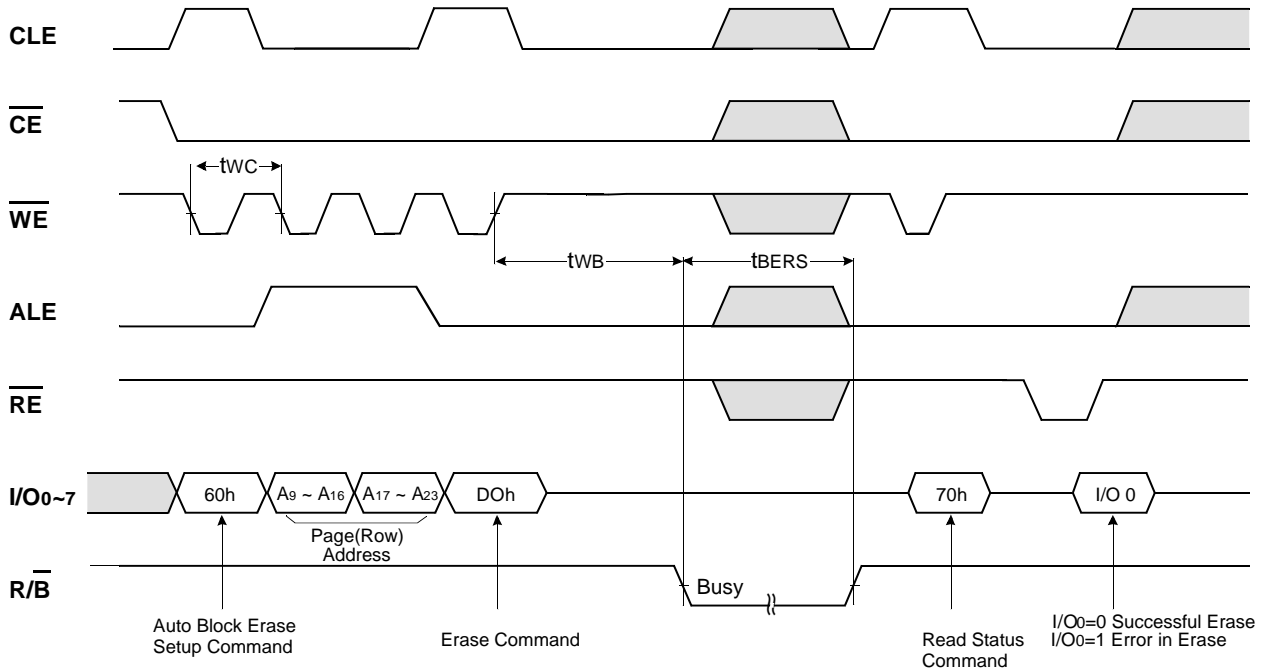 CLE
CE
tWC
WE
tWB
tBERS
ALE
RE
I/O0~7
60h
A9 ~ A16
A17 ~ A23
DOh
70h
I/O 0
Page(Row)
Address
R/B
Busy
Auto Block Erase
Setup Command
Erase Command
Read Status
Command
I/O0=0 Successful Erase
I/O0=1 Error in Erase